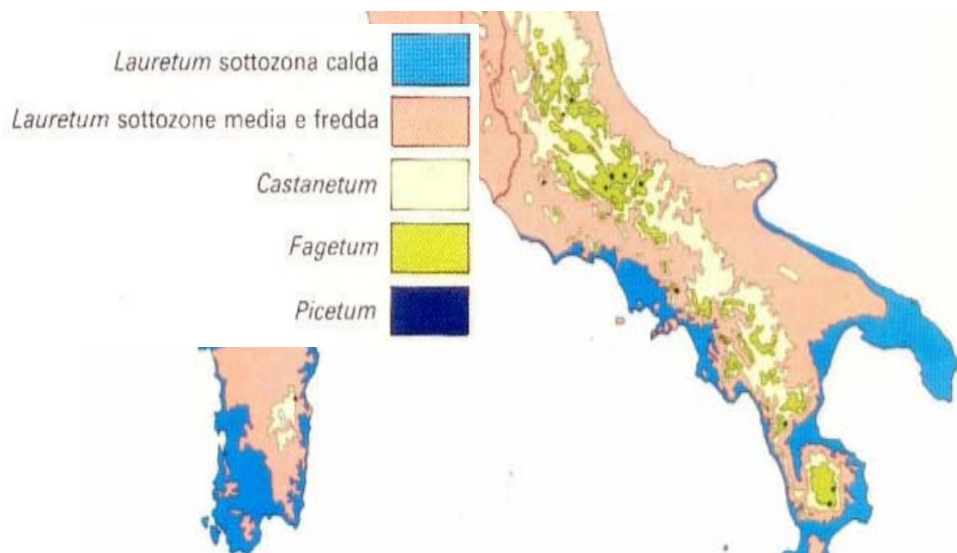 Lauretum sottozona calda
Lauretum sottozone media e fredda
Castanetum
Fagetum
Picetum